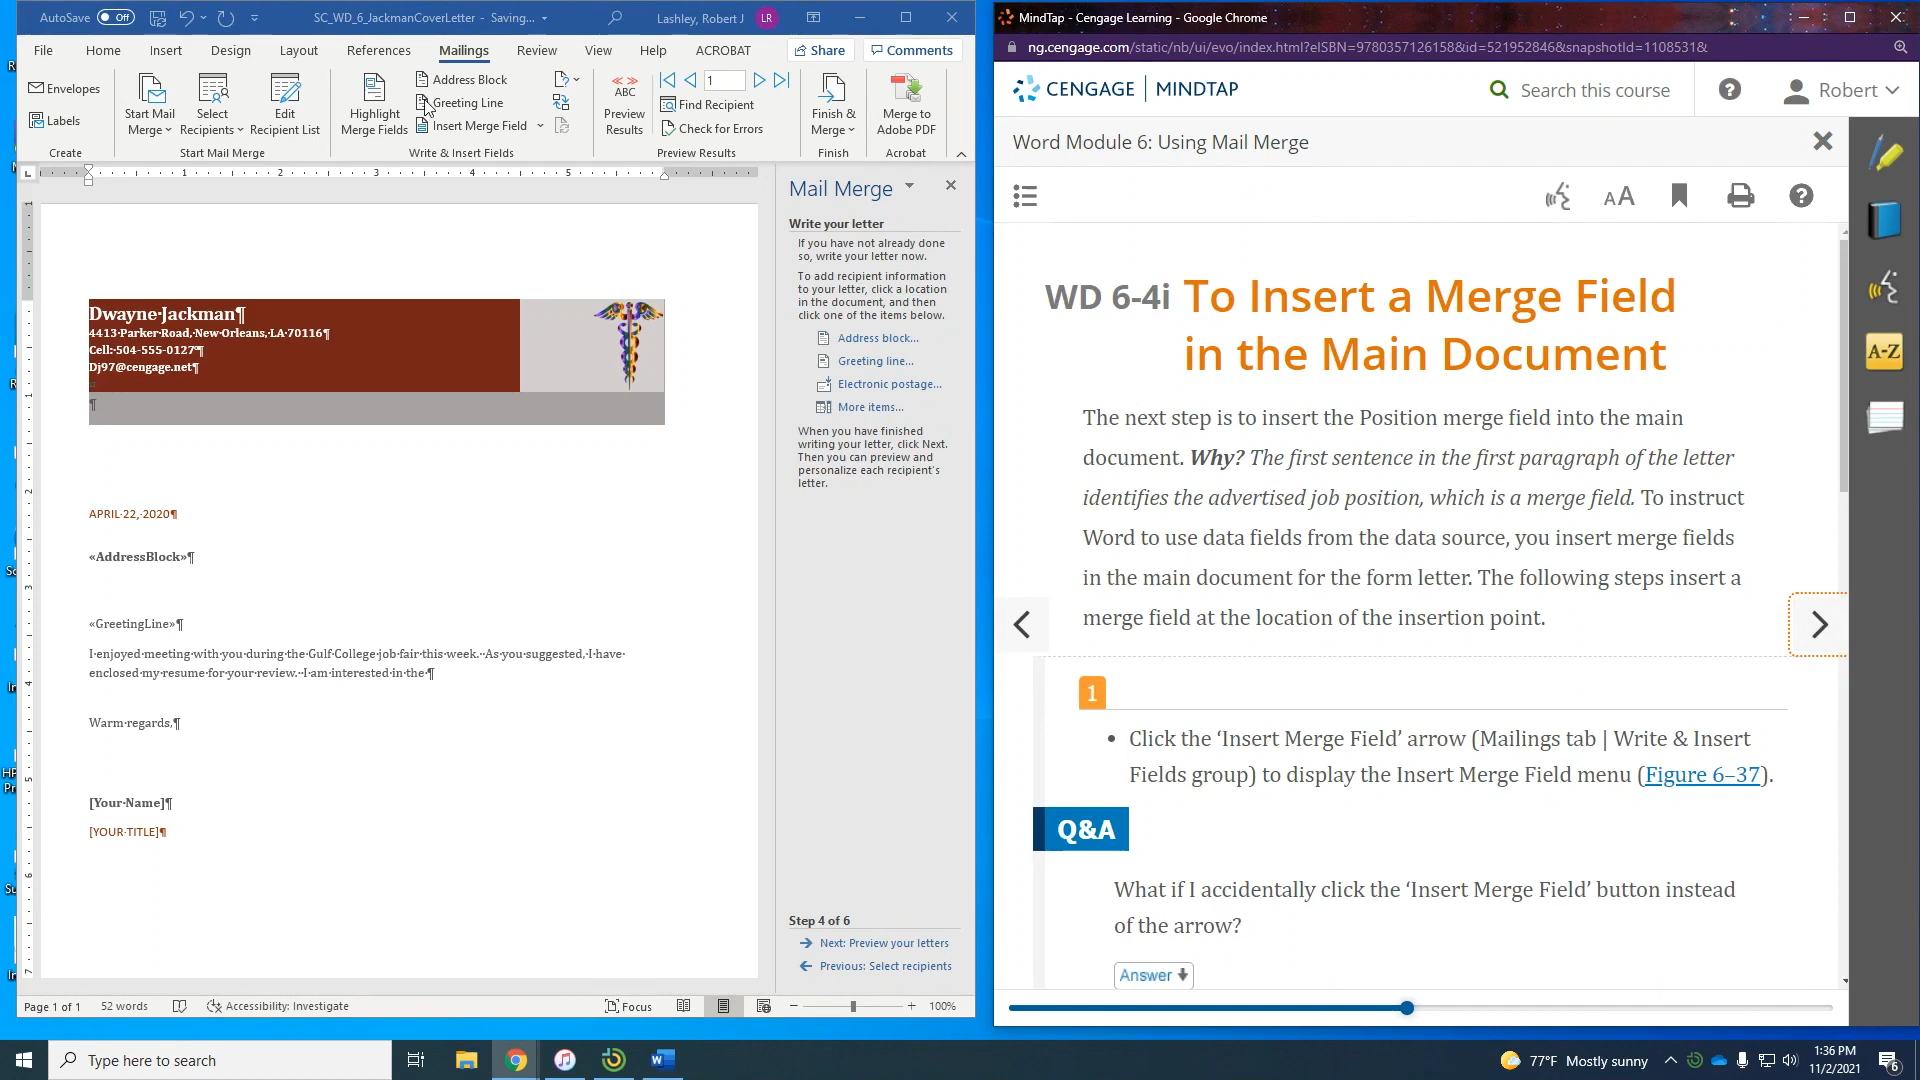 AutoSave Off
SC_WD_6_JackmanCoverLetter - Saving...
Lashley, Robert J
LR
File Home Insert Design Layout References Mailings Review View Help ACROBAT Share Comments
Envelopes
Labels
Create
Start Mail Merge
Select Recipients
Edit Recipient List
Start Mail Merge
Highlight Merge Fields
Address Block
Greeting Line
Insert Merge Field
Write & Insert Fields
ABC
Preview Results
1
Find Recipient
Check for Errors
Preview Results
Finish & Merge
Finish
Merge to Adobe PDF
Acrobat
1 2 3 4 5
Dwayne·Jackman¶
4413·Parker·Road,·New·Orleans,·LA·70116¶
Cell:·504-555-0127¶
Dj97@cengage.net¶
¶
APRIL·22,·2020¶
«AddressBlock»¶
«GreetingLine»¶
I·enjoyed·meeting·with·you·during·the·Gulf·College·job·fair·this·week.··As·you·suggested,·I·have·
enclosed·my·resume·for·your·review.··I·am·interested·in·the·¶
Warm·regards,¶
[Your·Name]¶
[YOUR·TITLE]¶
Mail Merge
Write your letter
If you have not already done
so, write your letter now.
To add recipient information
to your letter, click a location
in the document, and then
click one of the items below.
Address block...
Greeting line...
Electronic postage...
More items...
When you have finished
writing your letter, click Next.
Then you can preview and
personalize each recipient's
letter.
Step 4 of 6
Next: Preview your letters
Previous: Select recipients
Page 1 of 1 52 words Accessibility: Investigate Focus 100%
MindTap - Cengage Learning - Google Chrome
ng.cengage.com/static/nb/ui/evo/index.html?eISBN=9780357126158&id=521952846&snapshotId=1108531&
CENGAGE | MINDTAP
Search this course
Robert
Word Module 6: Using Mail Merge
AA
A-Z
WD 6-4i To Insert a Merge Field
in the Main Document
The next step is to insert the Position merge field into the main
document. Why? The first sentence in the first paragraph of the letter
identifies the advertised job position, which is a merge field. To instruct
Word to use data fields from the data source, you insert merge fields
in the main document for the form letter. The following steps insert a
merge field at the location of the insertion point.
1
• Click the ‘Insert Merge Field’ arrow (Mailings tab | Write & Insert
Fields group) to display the Insert Merge Field menu (Figure 6–37).
Q&A
What if I accidentally click the ‘Insert Merge Field’ button instead
of the arrow?
Answer
Type here to search
77°F Mostly sunny
1:36 PM
11/2/2021
6